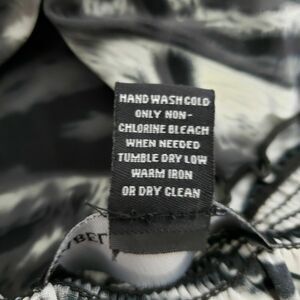 HAND WASH COLD
ONLY NON-
CHLORINE BLEACH
WHEN NEEDED
TUMBLE DRY LOW
WARM IRON
OR DRY CLEAN